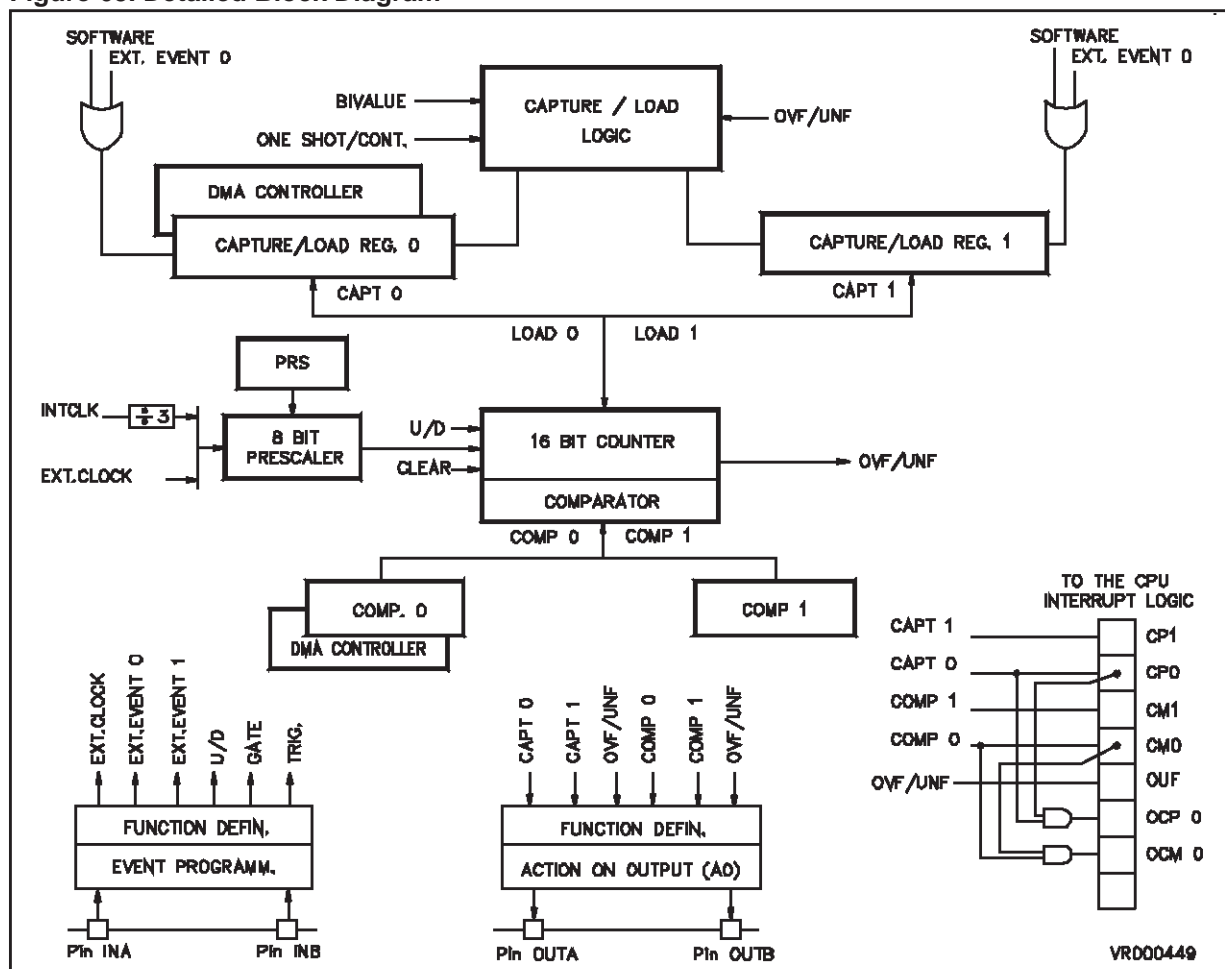 SOFTWARE
EXT. EVENT 0
SOFTWARE
EXT. EVENT 0
BIVALUE
ONE SHOT/CONT.
CAPTURE / LOAD
LOGIC
OVF/UNF
DMA CONTROLLER
CAPTURE/LOAD REG. 0
CAPTURE/LOAD REG. 1
CAPT 0
CAPT 1
LOAD 0
LOAD 1
PRS
INTCLK
÷ 3
8 BIT
PRESCALER
EXT.CLOCK
U/D
CLEAR
16 BIT COUNTER
COMPARATOR
OVF/UNF
COMP 0
COMP 1
COMP. 0
DMA CONTROLLER
COMP 1
TO THE CPU
INTERRUPT LOGIC
CAPT 1
CP1
CAPT 0
CP0
COMP 1
CM1
COMP 0
CM0
OVF/UNF
OUF
OCP 0
OCM 0
EXT.CLOCK
EXT.EVENT 0
EXT.EVENT 1
U/D
GATE
TRIG.
FUNCTION DEFIN.
EVENT PROGRAMM.
Pin INA
Pin INB
CAPT 0
CAPT 1
OVF/UNF
COMP 0
COMP 1
OVF/UNF
FUNCTION DEFIN.
ACTION ON OUTPUT (AO)
Pin OUTA
Pin OUTB
VR000449